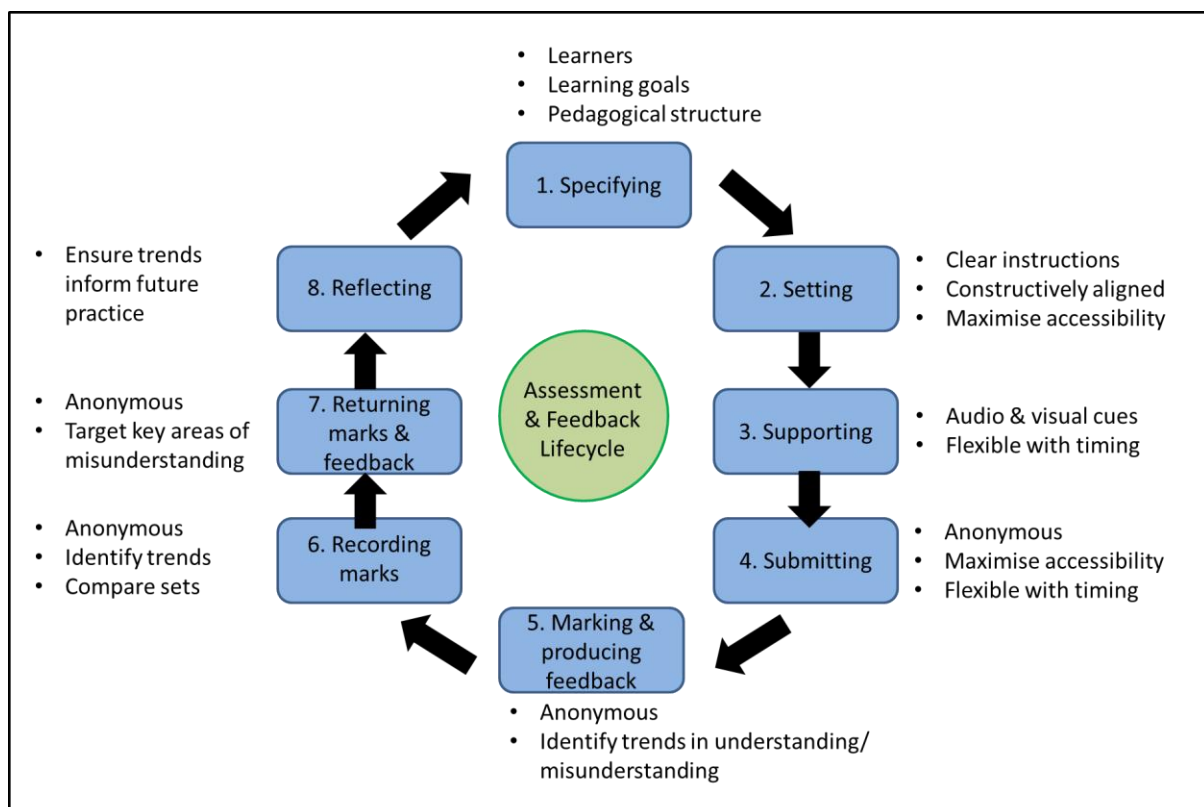 • Learners
• Learning goals
• Pedagogical structure
1. Specifying
• Ensure trends
inform future
practice
8. Reflecting
2. Setting
• Clear instructions
• Constructively aligned
• Maximise accessibility
• Anonymous
• Target key areas of
misunderstanding
7. Returning
marks &
feedback
Assessment
& Feedback
Lifecycle
3. Supporting
• Audio & visual cues
• Flexible with timing
• Anonymous
• Identify trends
• Compare sets
6. Recording
marks
4. Submitting
• Anonymous
• Maximise accessibility
• Flexible with timing
5. Marking &
producing
feedback
• Anonymous
• Identify trends in understanding/
misunderstanding